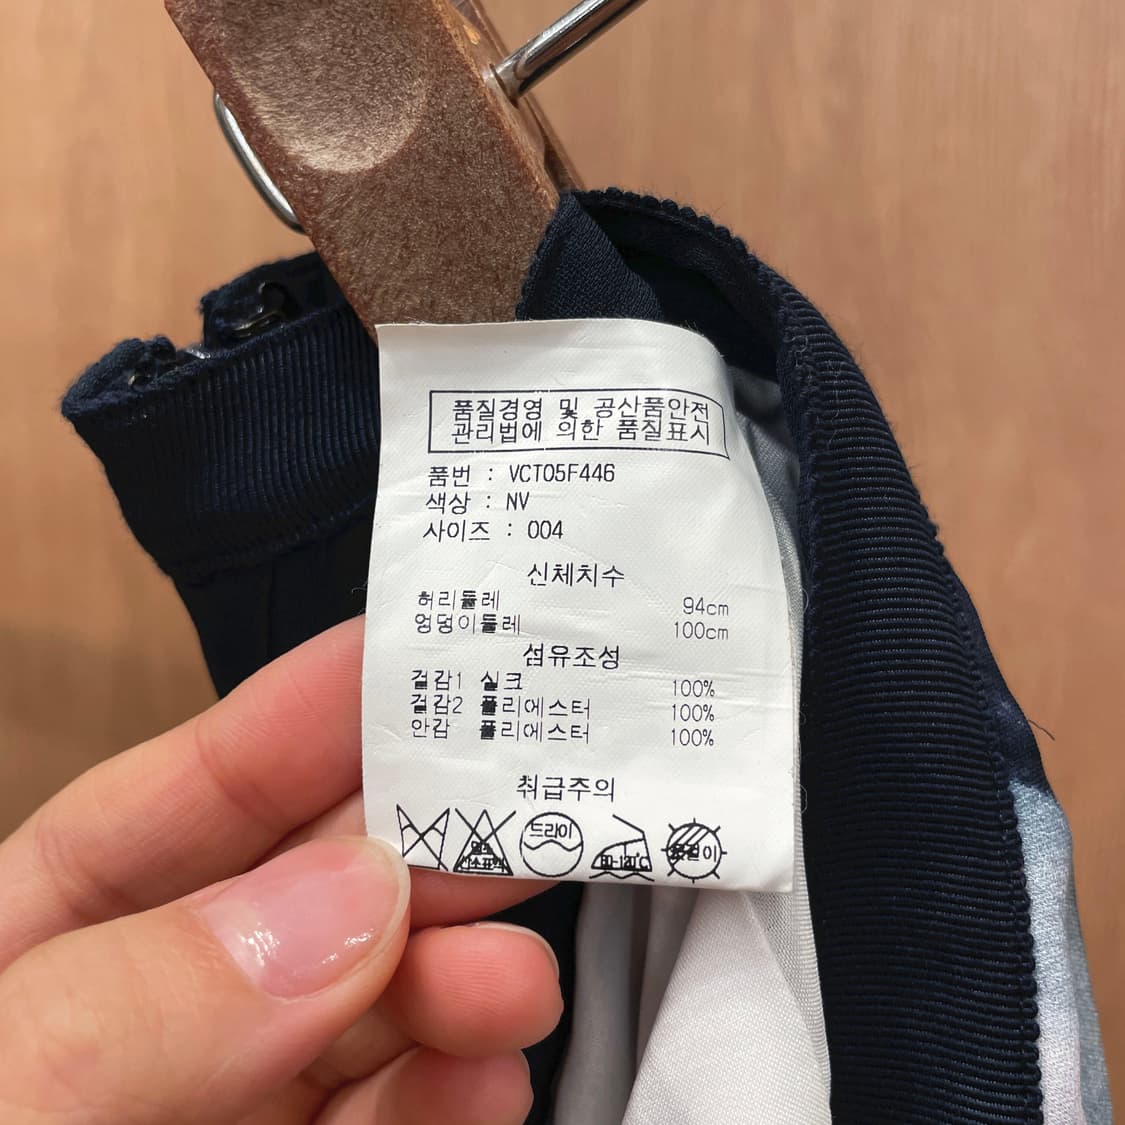 품질경영 및 공산품안전
관리법에 의한 품질표시
품번 : VCT05F446
색상 : NV
사이즈 : 004
신체치수
허리둘레 94cm
엉덩이둘레 100cm
섬유조성
겉감1 실크 100%
겉감2 폴리에스터 100%
안감 폴리에스터 100%
취급주의
드라이